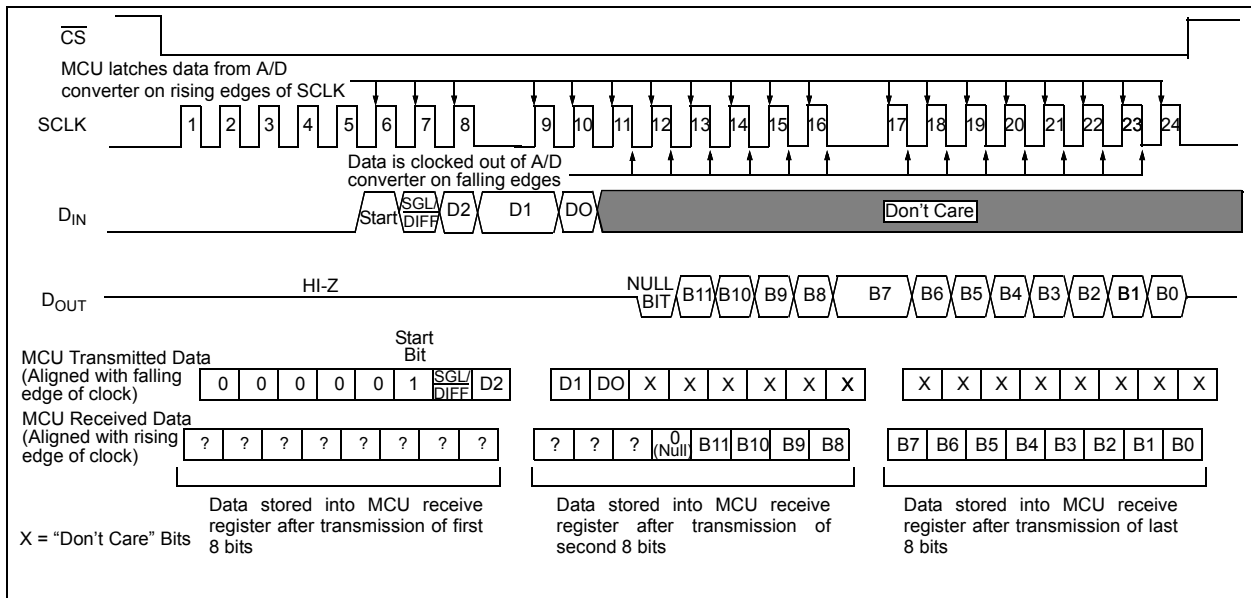 CS
MCU latches data from A/D
converter on rising edges of SCLK
SCLK
1 2 3 4 5 6 7 8 9 10 11 12 13 14 15 16 17 18 19 20 21 22 23 24
Data is clocked out of A/D
converter on falling edges
DIN
Start SGL/DIFF D2 D1 DO Don't Care
HI-Z
DOUT
NULL BIT B11 B10 B9 B8 B7 B6 B5 B4 B3 B2 B1 B0
Start
Bit
MCU Transmitted Data
(Aligned with falling
edge of clock)
0 0 0 0 0 1 SGL/DIFF D2 D1 DO X X X X X X X X X X X X X X
MCU Received Data
(Aligned with rising
edge of clock)
? ? ? ? ? ? ? ? ? ? ? 0 (Null) B11 B10 B9 B8 B7 B6 B5 B4 B3 B2 B1 B0
Data stored into MCU receive
register after transmission of first
8 bits
Data stored into MCU receive
register after transmission of
second 8 bits
Data stored into MCU receive
register after transmission of last
8 bits
X = “Don't Care” Bits